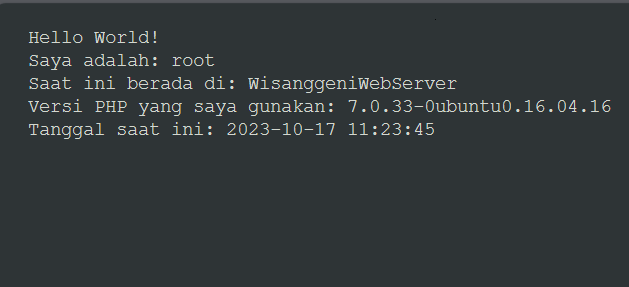 Hello World!
Saya adalah: root
Saat ini berada di: WisanggeniWebServer
Versi PHP yang saya gunakan: 7.0.33-0ubuntu0.16.04.16
Tanggal saat ini: 2023-10-17 11:23:45